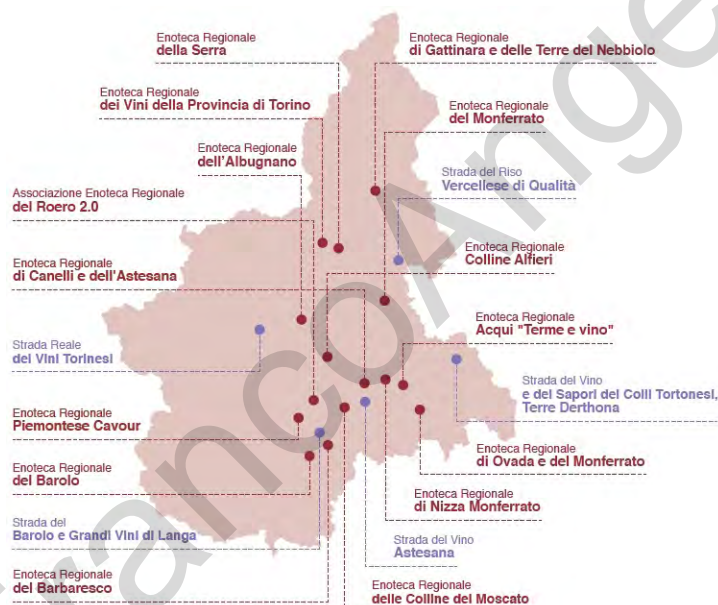 Enoteca Regionale
della Serra
Enoteca Regionale
di Gattinara e delle Terre del Nebbiolo
Enoteca Regionale
dei Vini della Provincia di Torino
Enoteca Regionale
del Monferrato
Enoteca Regionale
dell'Albugnano
Strada del Riso
Vercellese di Qualità
Associazione Enoteca Regionale
del Roero 2.0
Enoteca Regionale
Colline Alfieri
Enoteca Regionale
di Canelli e dell'Astesana
Enoteca Regionale
Acqui "Terme e vino"
Strada Reale
dei Vini Torinesi
Strada del Vino
e dei Sapori dei Colli Tortonesi,
Terre Derthona
Enoteca Regionale
Piemontese Cavour
Enoteca Regionale
di Ovada e del Monferrato
Enoteca Regionale
del Barolo
Enoteca Regionale
di Nizza Monferrato
Strada del
Barolo e Grandi Vini di Langa
Strada del Vino
Astesana
Enoteca Regionale
del Barbaresco
Enoteca Regionale
delle Colline del Moscato
FrancoAnge